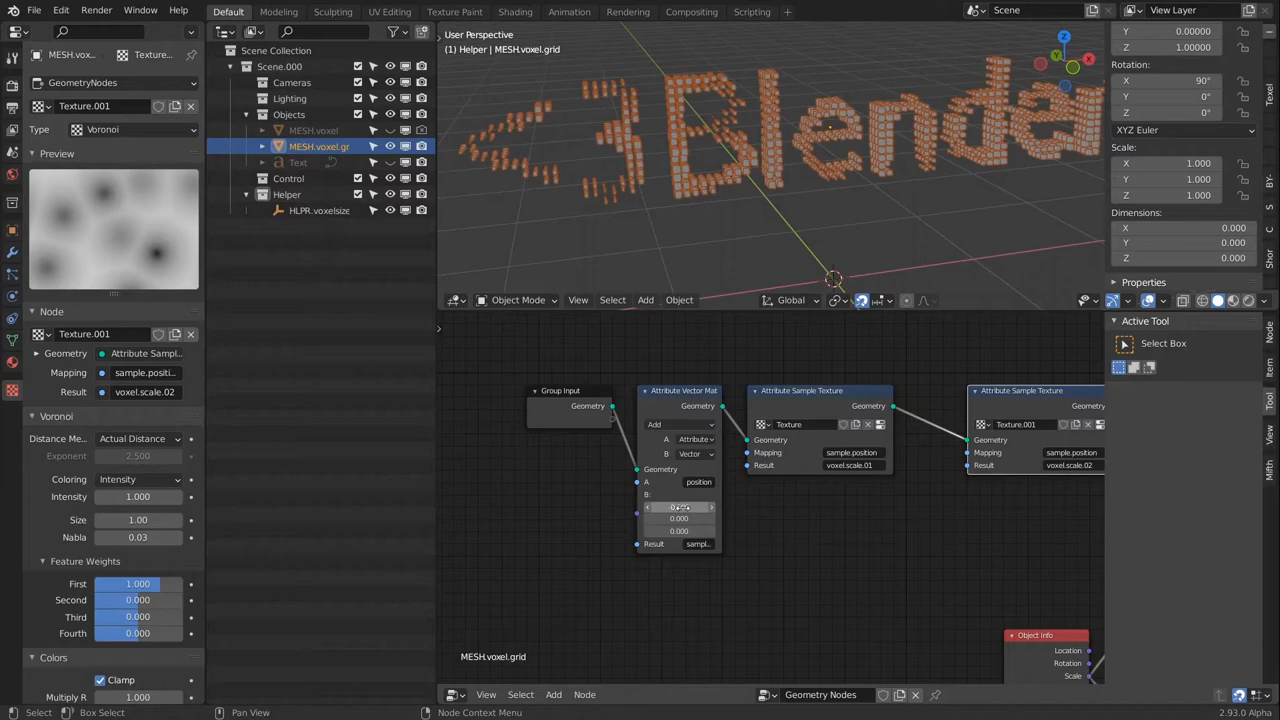 File Edit Render Window Help
Default Modeling Sculpting UV Editing Texture Paint Shading Animation Rendering Compositing Scripting +
Scene
View Layer
MESH.vox... Texture...
GeometryNodes
Texture.001
Type Voronoi
Preview
Node
Texture.001
Geometry Attribute Sampl...
Mapping sample.positi...
Result voxel.scale.02
Voronoi
Distance Me... Actual Distance
Exponent 2.500
Coloring Intensity
Intensity 1.000
Size 1.00
Nabla 0.03
Feature Weights
First 1.000
Second 0.000
Third 0.000
Fourth 0.000
Colors
Clamp
Multiply R 1.000
Scene Collection
Scene.000
Cameras
Lighting
Objects
MESH.voxel
MESH.voxel.gr
Text
Control
Helper
HLPR.voxelsize
User Perspective
(1) Helper | MESH.voxel.grid
<3 Blenda
Z
Y
X
Object Mode View Select Add Object Global
Y 0.00000
Z 1.00000
Rotation:
X 90°
Y 0°
Z 0°
XYZ Euler
Scale:
X 1.000
Y 1.000
Z 1.000
Dimensions:
X 0.000
Y 0.000
Z 0.000
Properties
Texel
BY-
S
C
Shor
Group Input
Geometry
Attribute Vector Mat
Geometry
Add
A Attribute
B Vector
Geometry
A position
B:
0.000
0.000
Result sampl...
Attribute Sample Texture
Geometry
Texture
Geometry
Mapping sample.position
Result voxel.scale.01
Attribute Sample Texture
Geometry
Texture.001
Geometry
Mapping sample.position
Result voxel.scale.02
Object Info
Location
Rotation
Scale
MESH.voxel.grid
View Select Add Node
Geometry Nodes
Active Tool
Select Box
Node
Item
Tool
View
Mifth
Select Box Select Pan View Node Context Menu 2.93.0 Alpha